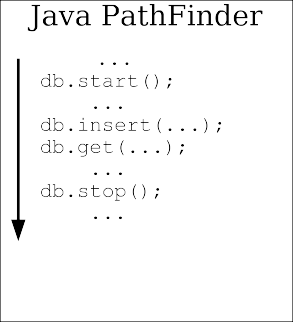 Java PathFinder
...
db.start();
...
db.insert(...);
db.get(...);
...
db.stop();
...